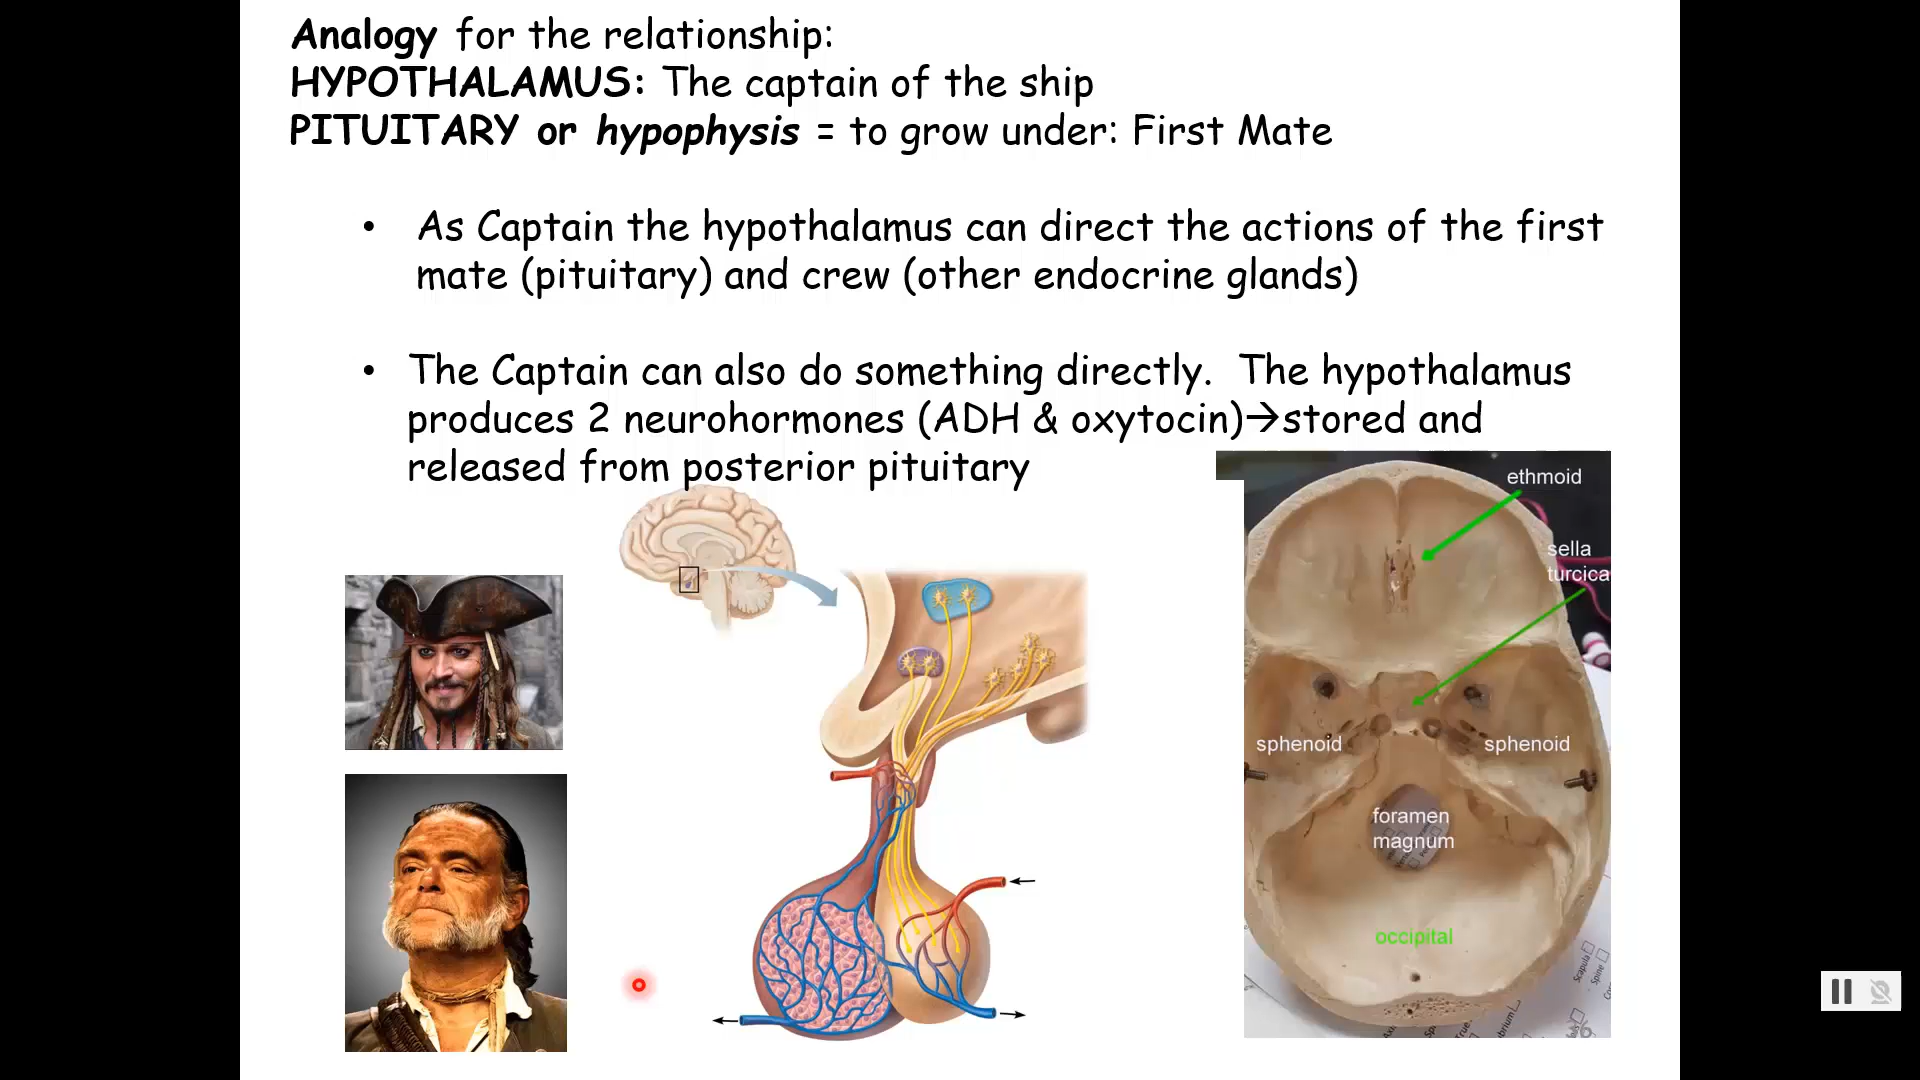 Analogy for the relationship:
HYPOTHALAMUS: The captain of the ship
PITUITARY or hypophysis = to grow under: First Mate
• As Captain the hypothalamus can direct the actions of the first
mate (pituitary) and crew (other endocrine glands)
• The Captain can also do something directly. The hypothalamus
produces 2 neurohormones (ADH & oxytocin)→stored and
released from posterior pituitary
ethmoid
sella
turcica
sphenoid
sphenoid
foramen
magnum
occipital
Scapula
Spine